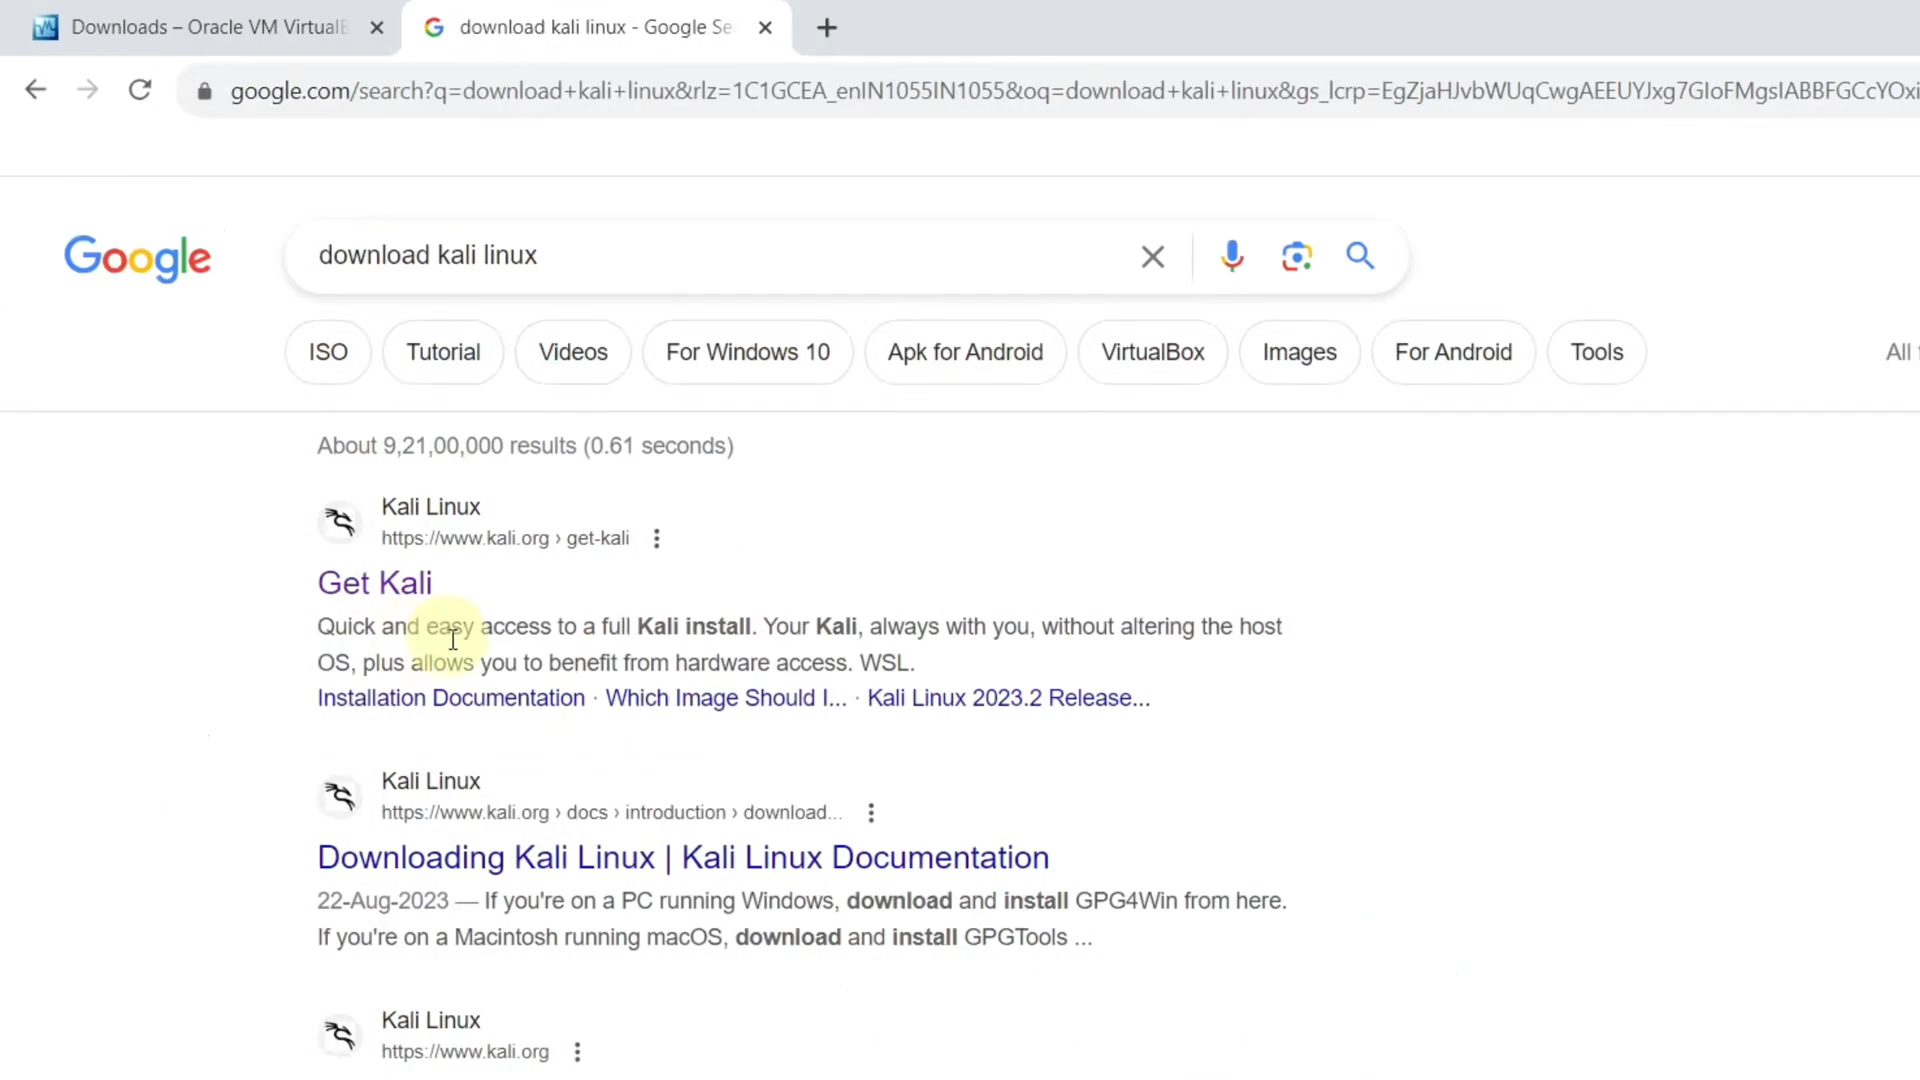 Downloads – Oracle VM VirtualB
download kali linux - Google Se
google.com/search?q=download+kali+linux&rlz=1C1GCEA_enIN1055IN1055&oq=download+kali+linux&gs_lcrp=EgZjaHJvbWUqCwgAEEUYJxg7GIoFMgsIABBFGCcYOxi
Google
download kali linux
ISO
Tutorial
Videos
For Windows 10
Apk for Android
VirtualBox
Images
For Android
Tools
All
About 9,21,00,000 results (0.61 seconds)
Kali Linux
https://www.kali.org › get-kali
Get Kali
Quick and easy access to a full Kali install. Your Kali, always with you, without altering the host
OS, plus allows you to benefit from hardware access. WSL.
Installation Documentation · Which Image Should I... · Kali Linux 2023.2 Release...
Kali Linux
https://www.kali.org › docs › introduction › download...
Downloading Kali Linux | Kali Linux Documentation
22-Aug-2023 — If you're on a PC running Windows, download and install GPG4Win from here.
If you're on a Macintosh running macOS, download and install GPGTools ...
Kali Linux
https://www.kali.org